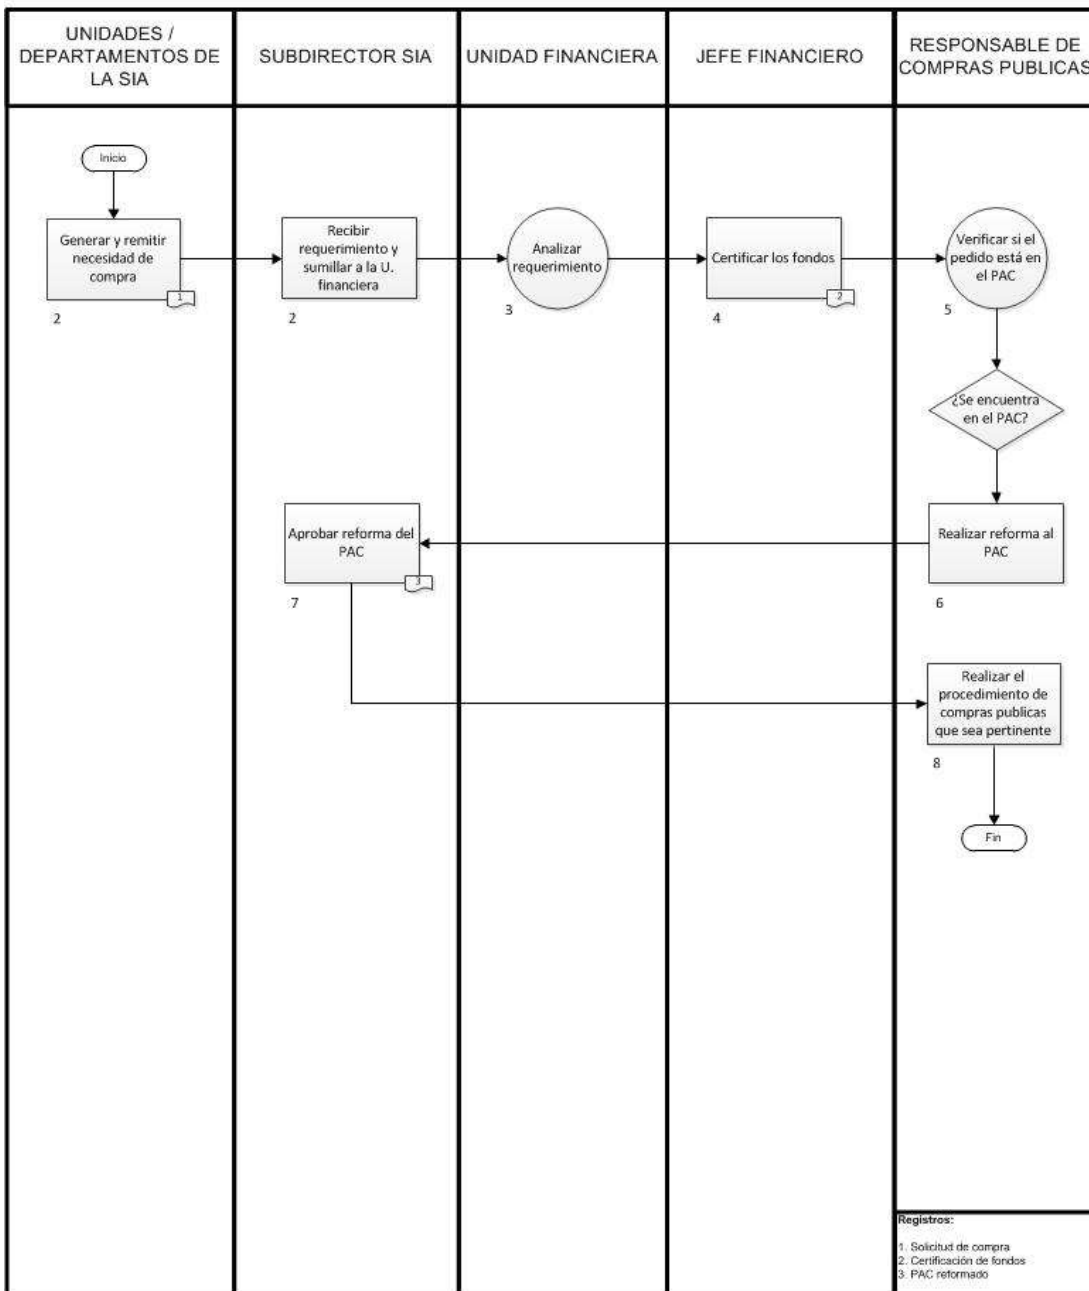 UNIDADES /
DEPARTAMENTOS DE
LA SIA
SUBDIRECTOR SIA
UNIDAD FINANCIERA
JEFE FINANCIERO
RESPONSABLE DE
COMPRAS PUBLICAS
Inicio
Generar y remitir
necesidad de
compra
1
2
Recibir
requerimiento y
sumillar a la U.
financiera
2
Analizar
requerimiento
3
Certificar los fondos
2
4
Verificar si el
pedido está en
el PAC
5
¿Se encuentra
en el PAC?
Aprobar reforma del
PAC
3
7
Realizar reforma al
PAC
6
Realizar el
procedimiento de
compras publicas
que sea pertinente
8
Fin
Registros:
1. Solicitud de compra
2. Certificación de fondos
3. PAC reformado